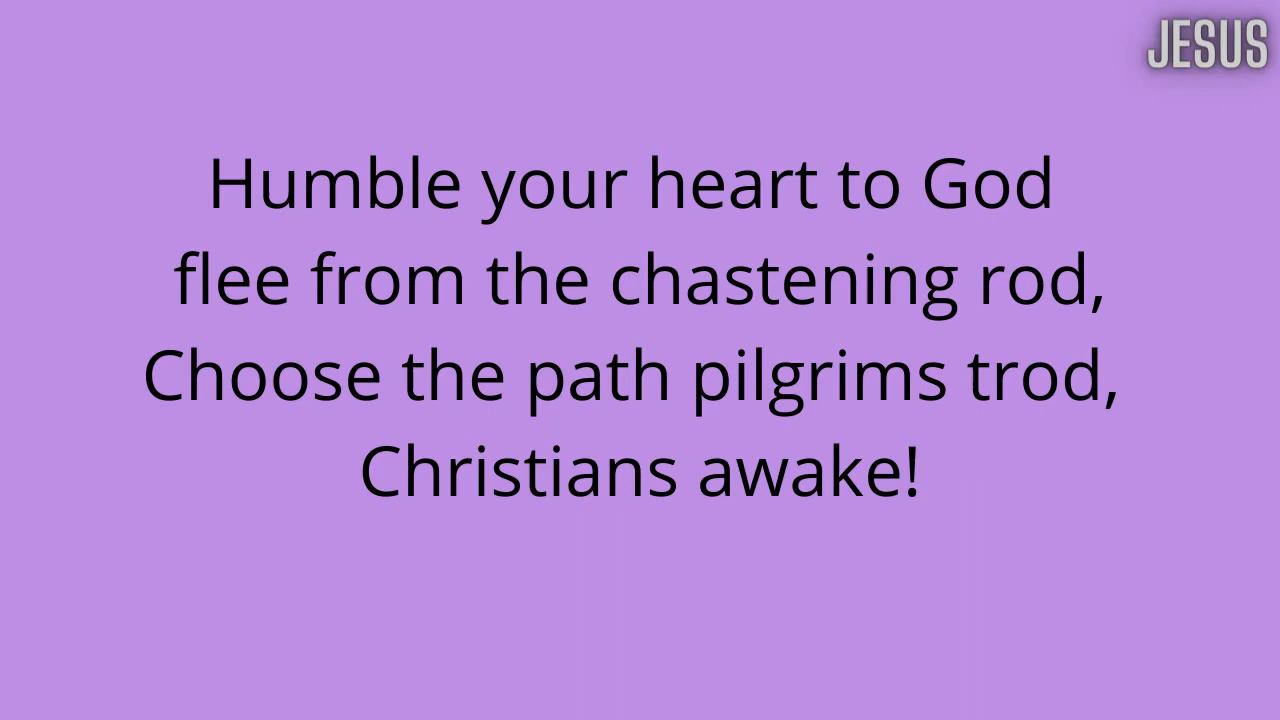 JESUS
Humble your heart to God
flee from the chastening rod,
Choose the path pilgrims trod,
Christians awake!